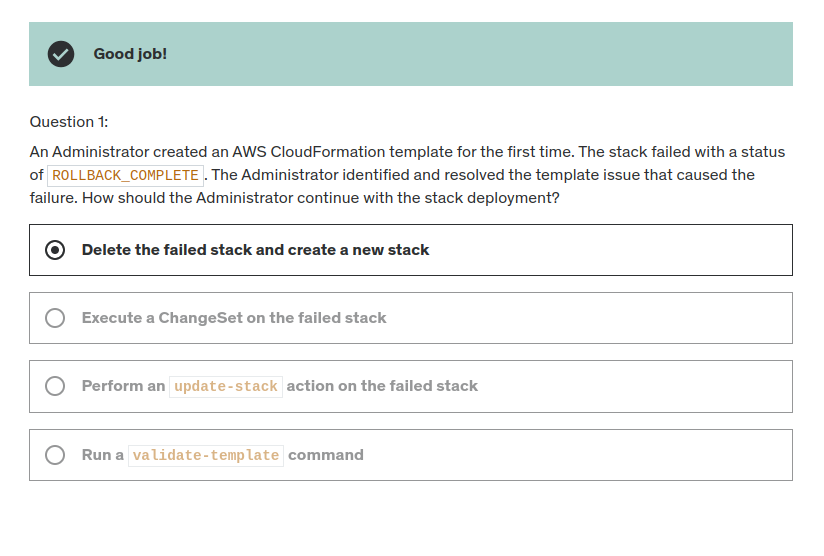 Good job!
Question 1:
An Administrator created an AWS CloudFormation template for the first time. The stack failed with a status
of ROLLBACK_COMPLETE. The Administrator identified and resolved the template issue that caused the
failure. How should the Administrator continue with the stack deployment?
Delete the failed stack and create a new stack
Execute a ChangeSet on the failed stack
Perform an update-stack action on the failed stack
Run a validate-template command